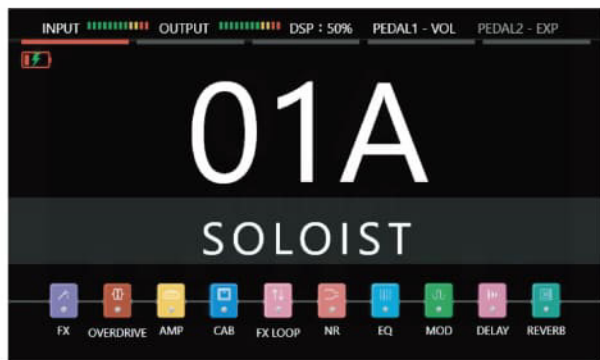 INPUT OUTPUT DSP : 50% PEDAL1 - VOL PEDAL2 - EXP
01A
SOLOIST
FX OVERDRIVE AMP CAB FX LOOP NR EQ MOD DELAY REVERB